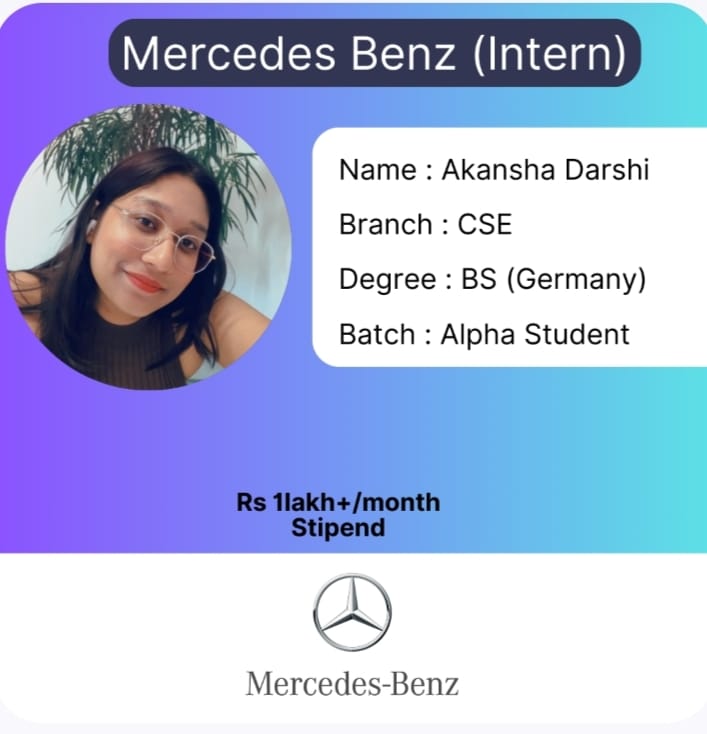 Mercedes Benz (Intern)
Name : Akansha Darshi
Branch : CSE
Degree : BS (Germany)
Batch : Alpha Student
Rs 1lakh+/month
Stipend
Mercedes-Benz